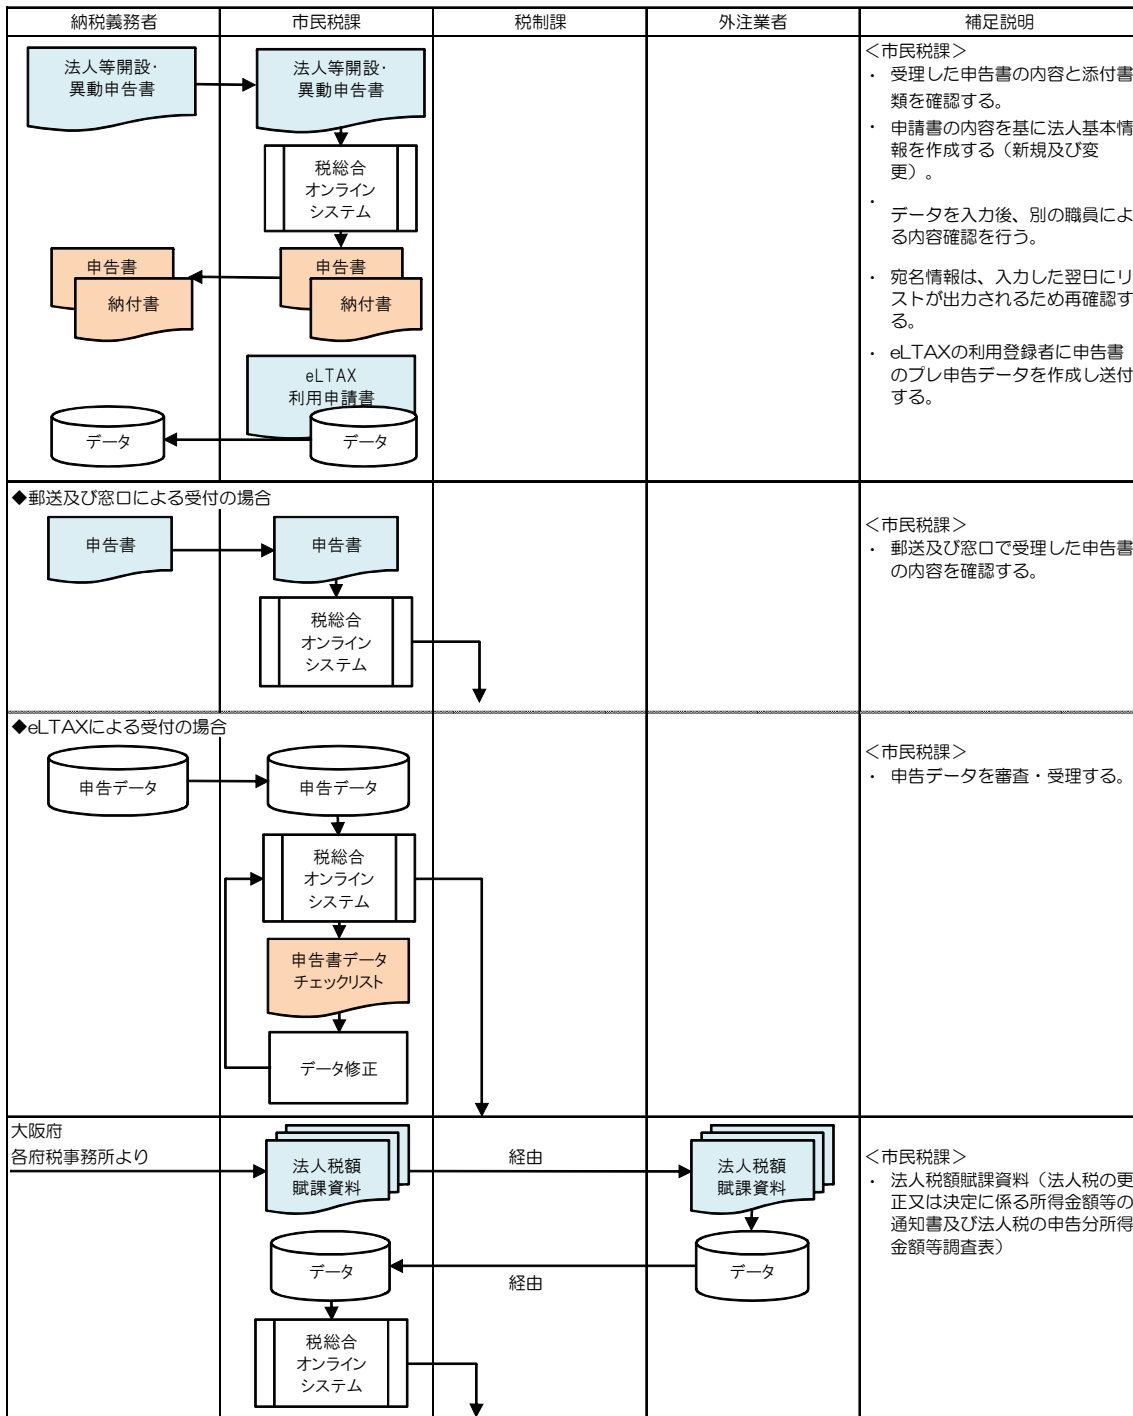 納税義務者
市民税課
税制課
外注業者
補足説明
法人等開設・
異動申告書
法人等開設・
異動申告書
税総合
オンライン
システム
申告書
納付書
申告書
納付書
eLTAX
利用申請書
データ
データ
＜市民税課＞
・ 受理した申告書の内容と添付書
類を確認する。
・ 申請書の内容を基に法人基本情
報を作成する（新規及び変
更）。
・
データを入力後、別の職員によ
る内容確認を行う。
・ 宛名情報は、入力した翌日にリ
ストが出力されるため再確認す
る。
・ eLTAXの利用登録者に申告書
のプレ申告データを作成し送付
する。
◆郵送及び窓口による受付の場合
申告書
申告書
税総合
オンライン
システム
＜市民税課＞
・ 郵送及び窓口で受理した申告書
の内容を確認する。
◆eLTAXによる受付の場合
申告データ
申告データ
税総合
オンライン
システム
申告書データ
チェックリスト
データ修正
＜市民税課＞
・ 申告データを審査・受理する。
大阪府
各府税事務所より
法人税額
賦課資料
経由
法人税額
賦課資料
データ
経由
データ
税総合
オンライン
システム
＜市民税課＞
・ 法人税額賦課資料（法人税の更
正又は決定に係る所得金額等の
通知書及び法人税の申告分所得
金額等調査表）